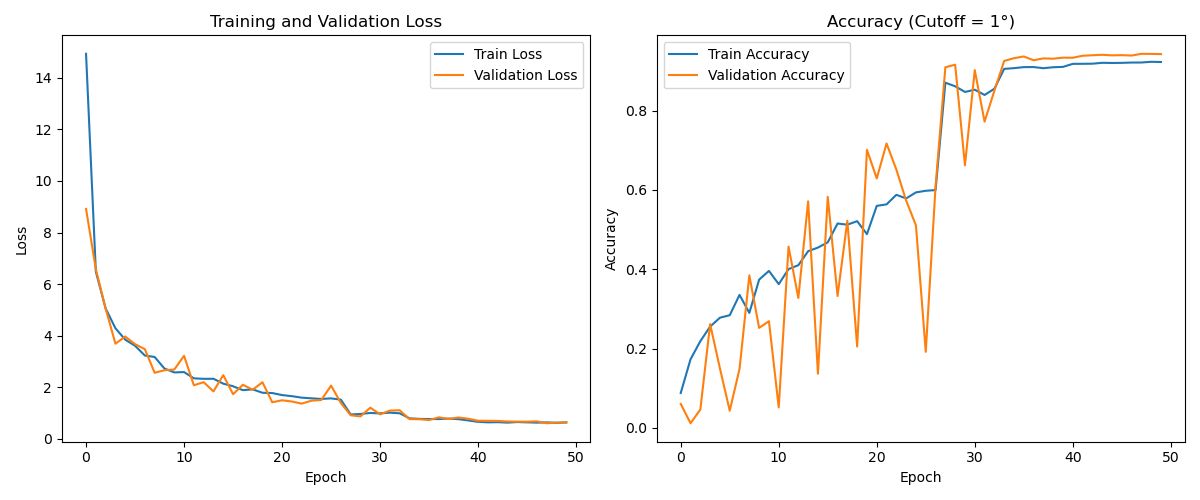 Training and Validation Loss
Train Loss
Validation Loss
14
12
10
8
6
4
2
0
0 10 20 30 40 50
Loss
Epoch
Accuracy (Cutoff = 1°)
Train Accuracy
Validation Accuracy
0.8
0.6
0.4
0.2
0.0
0 10 20 30 40 50
Accuracy
Epoch